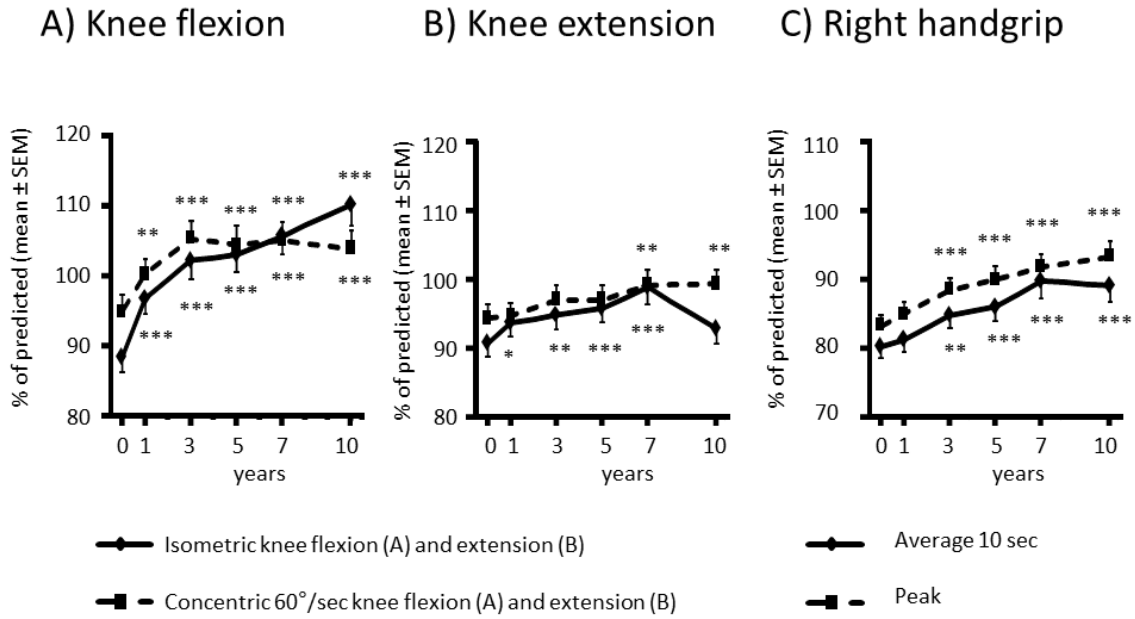 A) Knee flexion
B) Knee extension
C) Right handgrip
% of predicted (mean ± SEM)
120
110
100
90
80
*** 
** *** *** ***
*** *** *** *** ***
0 1 3 5 7 10
years
% of predicted (mean ± SEM)
120
110
100
90
80
** **
* ** *** ***
0 1 3 5 7 10
years
% of predicted (mean ± SEM)
110
100
90
80
70
*** *** *** ***
** *** *** ***
0 1 3 5 7 10
years
Isometric knee flexion (A) and extension (B)
Concentric 60°/sec knee flexion (A) and extension (B)
Average 10 sec
Peak